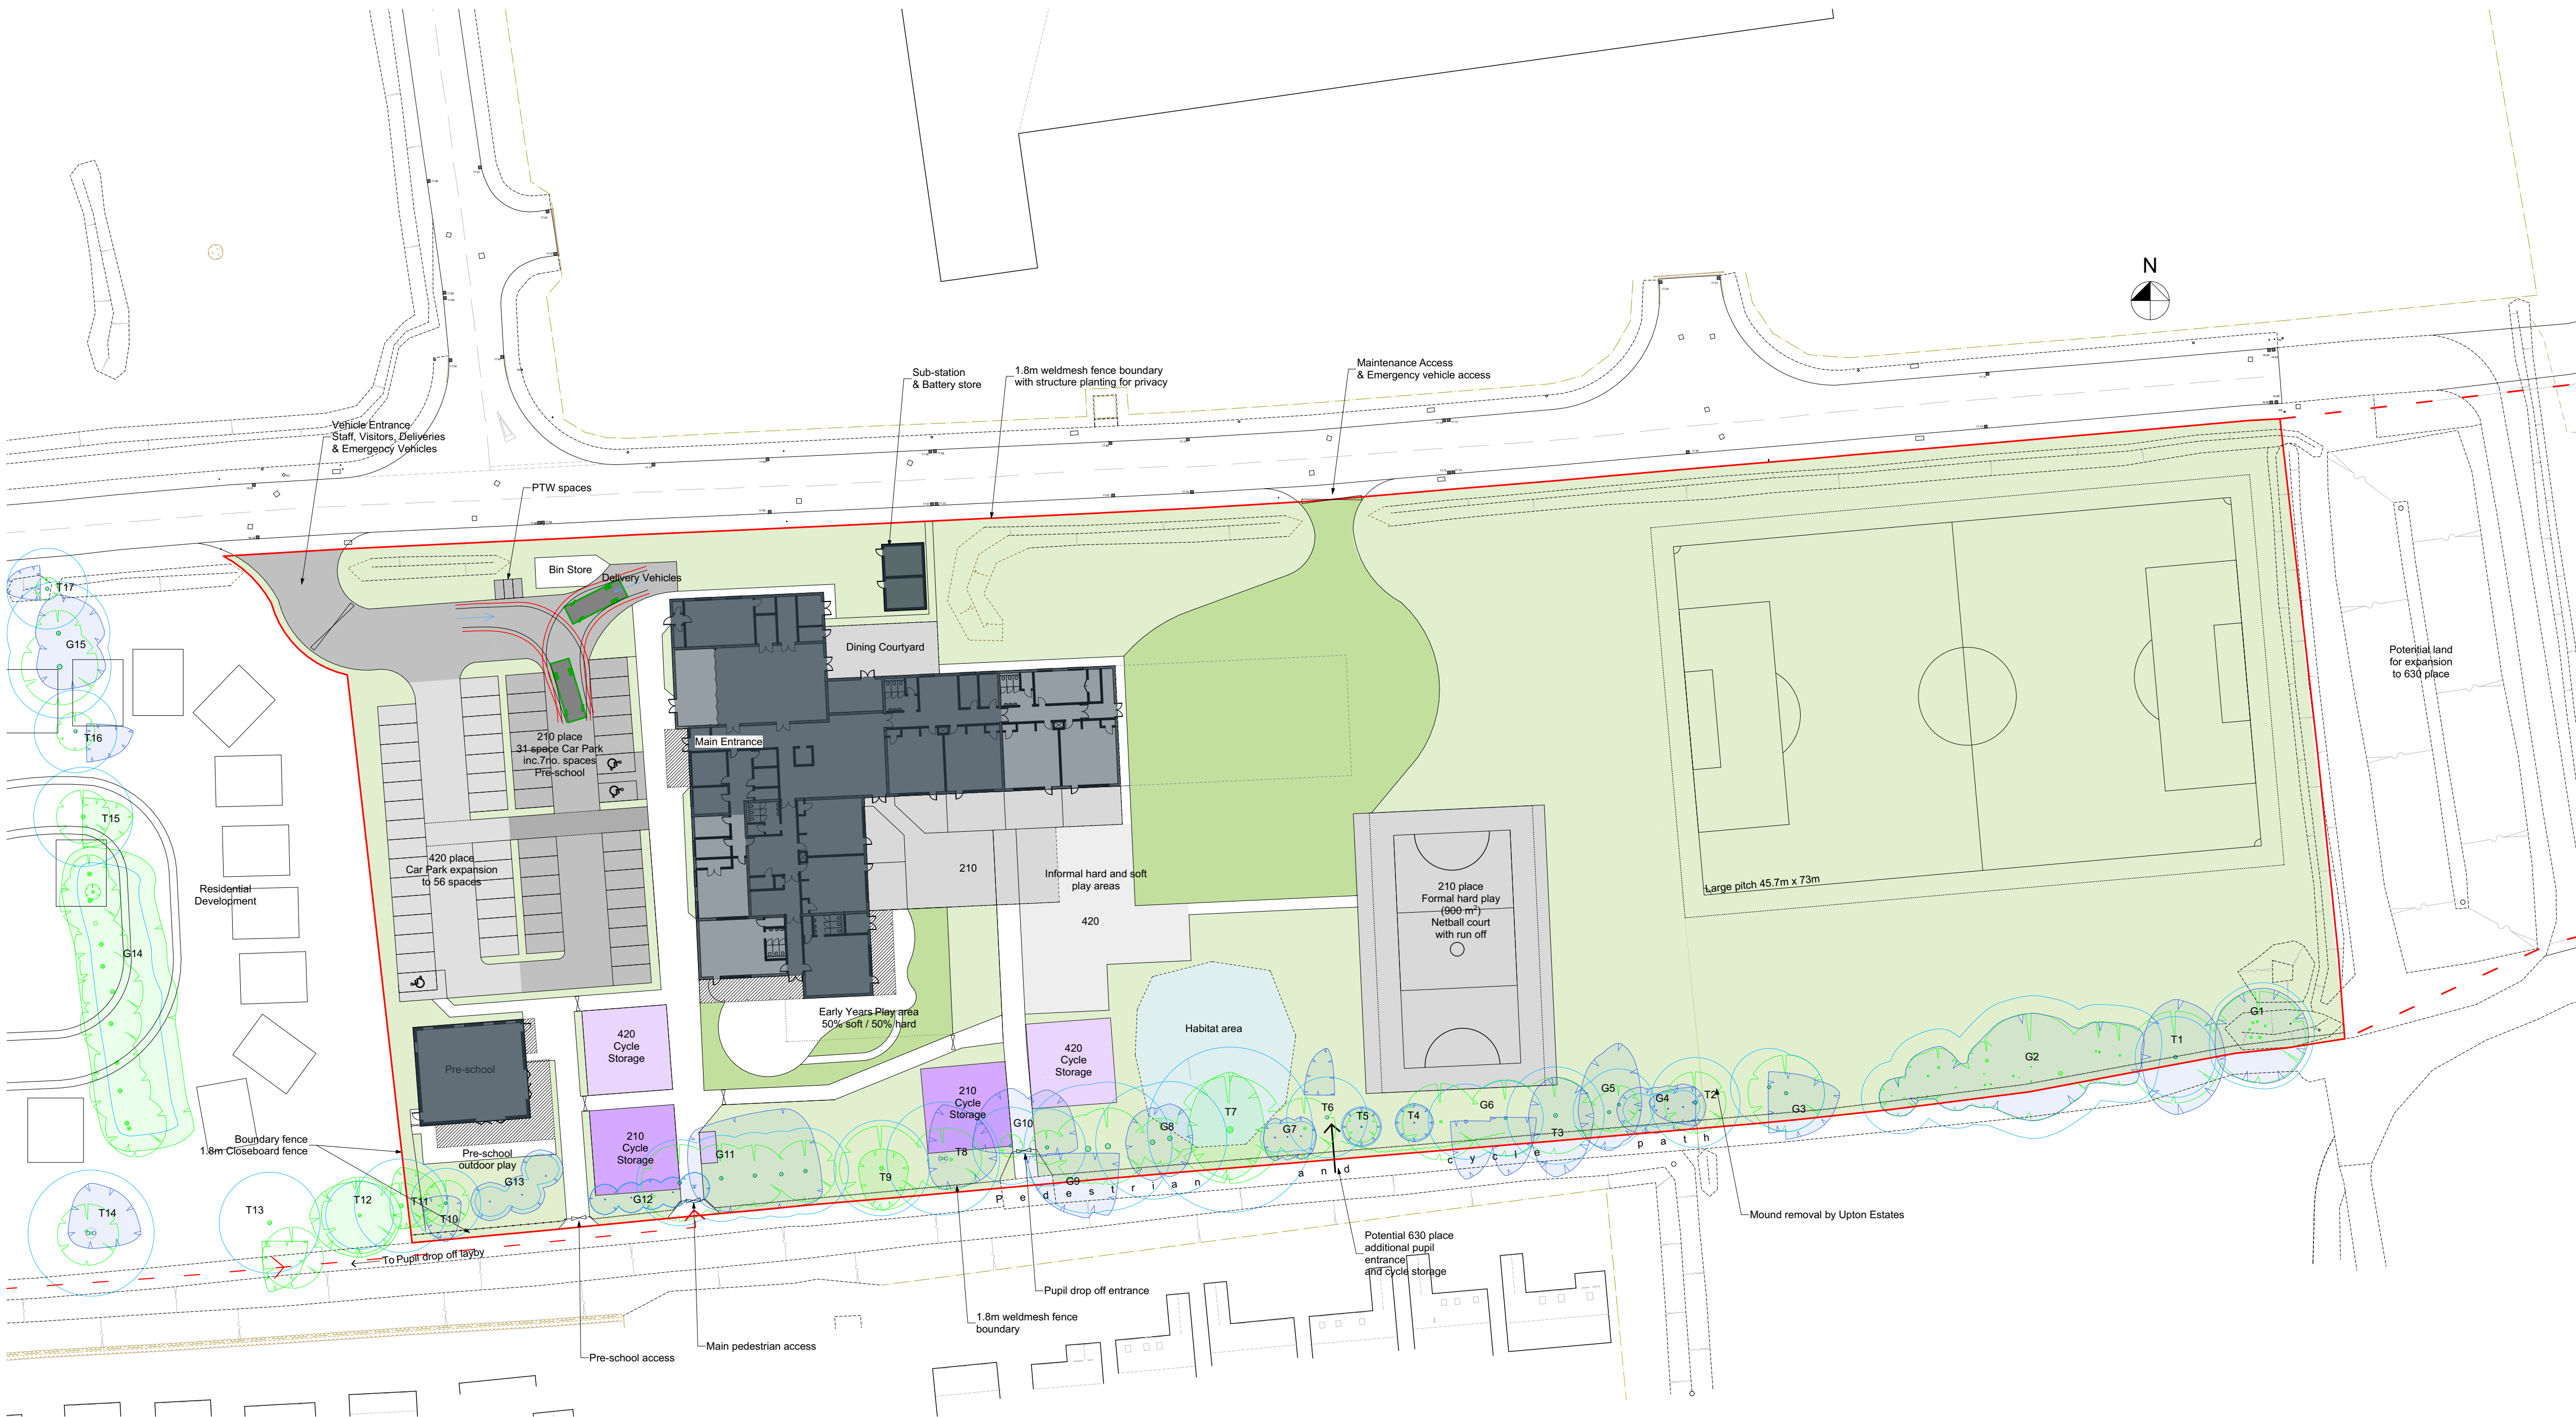 N
Maintenance Access
& Emergency vehicle access
1.8m weldmesh fence boundary
with structure planting for privacy
Sub-station
& Battery store
Vehicle Entrance
Staff, Visitors, Deliveries
& Emergency Vehicles
PTW spaces
Bin Store
Delivery Vehicles
T17
G15
T16
T15
G14
Residential
Development
Dining Courtyard
Main Entrance
210 place
31 space Car Park
inc.7no. spaces
Pre-school
420 place
Car Park expansion
to 56 spaces
210
Informal hard and soft
play areas
420
210 place
Formal hard play
(900 m²)
Netball court
with run off
Large pitch 45.7m x 73m
Potential land
for expansion
to 630 place
Early Years Play area
50% soft / 50% hard
Habitat area
Pre-school
420
Cycle
Storage
420
Cycle
Storage
210
Cycle
Storage
210
Cycle
Storage
Boundary fence
1.8m Closeboard fence
Pre-school
outdoor play
G1
T1
G2
G3
T2
G4
G5
T3
G6
T4
T5
T6
G7
T7
G8
G9
G10
T8
T9
G11
G12
G13
T10
T11
T12
T13
T14
Pedestrian and cycle path
To Pupil drop off layby
Mound removal by Upton Estates
Potential 630 place
additional pupil
entrance
and cycle storage
Pupil drop off entrance
1.8m weldmesh fence
boundary
Main pedestrian access
Pre-school access